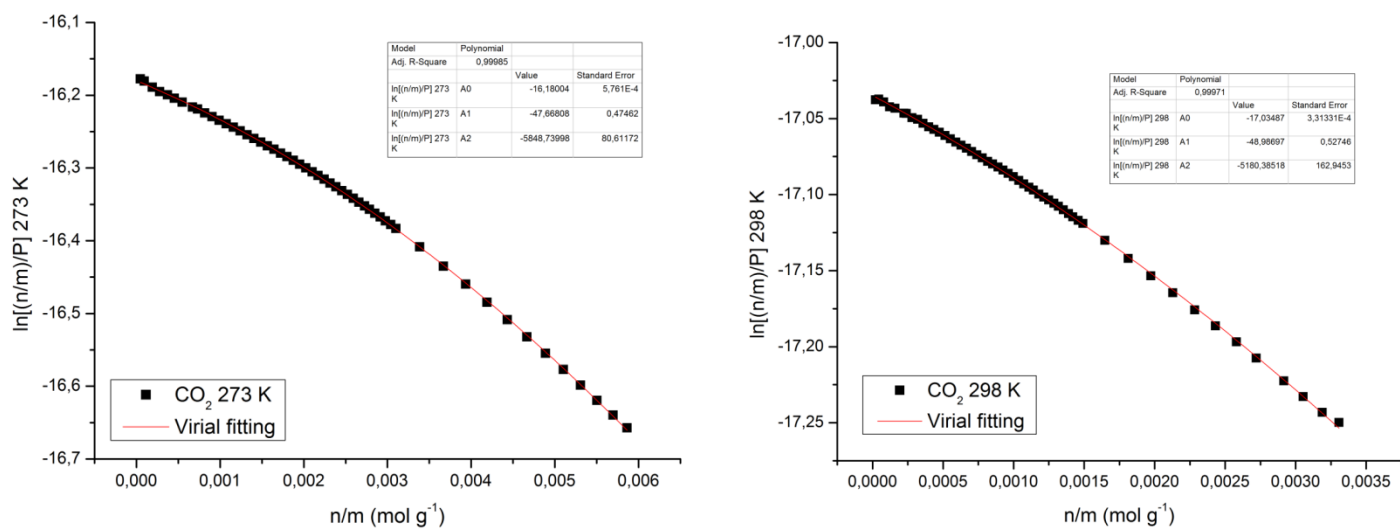 -16,1
-16,2
-16,3
-16,4
-16,5
-16,6
-16,7
ln[(n/m)/P] 273 K
Model Polynomial
Adj. R-Square 0,99985
Value Standard Error
ln[(n/m)/P] 273 K A0 -16,18004 5,761E-4
ln[(n/m)/P] 273 K A1 -47,66808 0,47462
ln[(n/m)/P] 273 K A2 -5848,73998 80,61172
CO₂ 273 K
Virial fitting
0,000 0,001 0,002 0,003 0,004 0,005 0,006
n/m (mol g⁻¹)
-17,00
-17,05
-17,10
-17,15
-17,20
-17,25
ln[(n/m)/P] 298 K
Model Polynomial
Adj. R-Square 0,99971
Value Standard Error
ln[(n/m)/P] 298 K A0 -17,03487 3,31331E-4
ln[(n/m)/P] 298 K A1 -48,98697 0,52746
ln[(n/m)/P] 298 K A2 -5180,38518 162,9453
CO₂ 298 K
Virial fitting
0,0000 0,0005 0,0010 0,0015 0,0020 0,0025 0,0030 0,0035
n/m (mol g⁻¹)